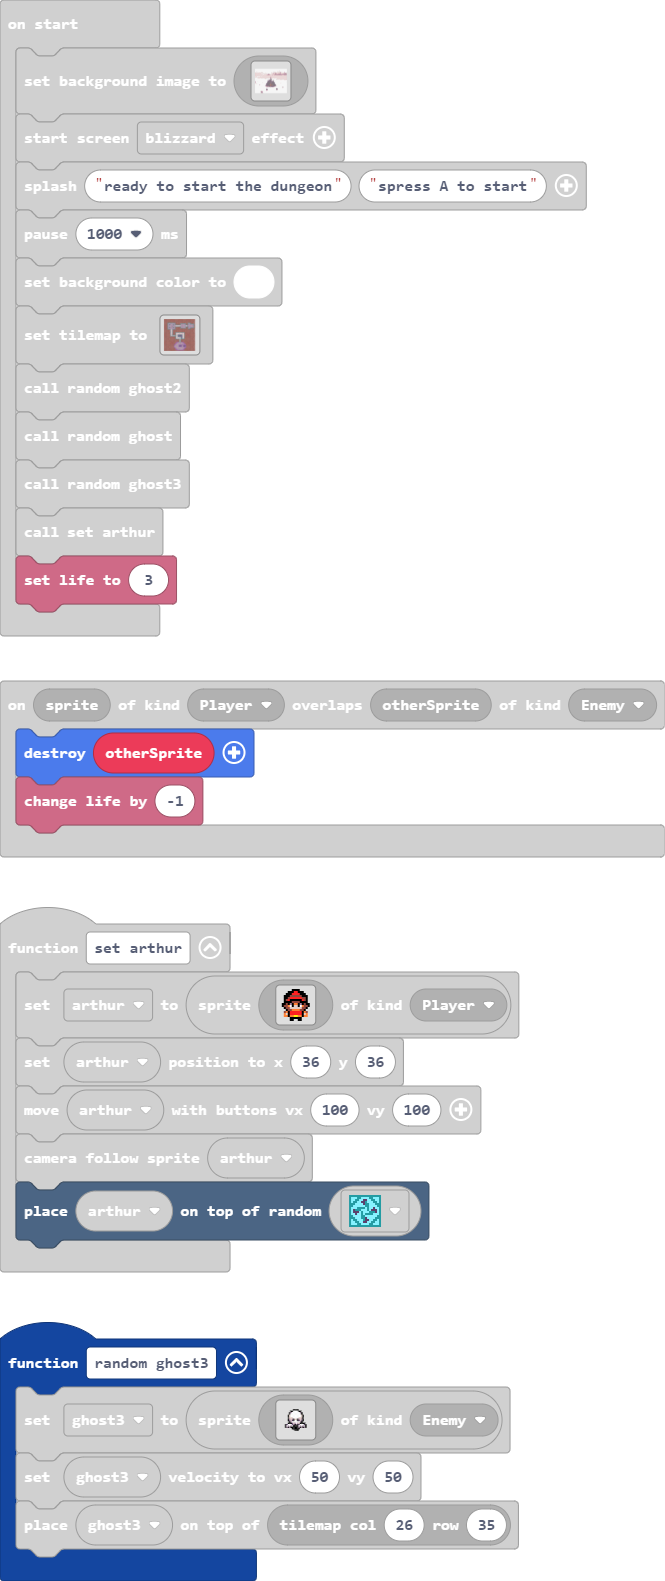 on start
set background image to
start screen blizzard effect
splash "ready to start the dungeon" "spress A to start"
pause 1000 ms
set background color to
set tilemap to
call random ghost2
call random ghost
call random ghost3
call set arthur
set life to 3
on sprite of kind Player overlaps otherSprite of kind Enemy
destroy otherSprite
change life by -1
function set arthur
set arthur to sprite of kind Player
set arthur position to x 36 y 36
move arthur with buttons vx 100 vy 100
camera follow sprite arthur
place arthur on top of random
function random ghost3
set ghost3 to sprite of kind Enemy
set ghost3 velocity to vx 50 vy 50
place ghost3 on top of tilemap col 26 row 35